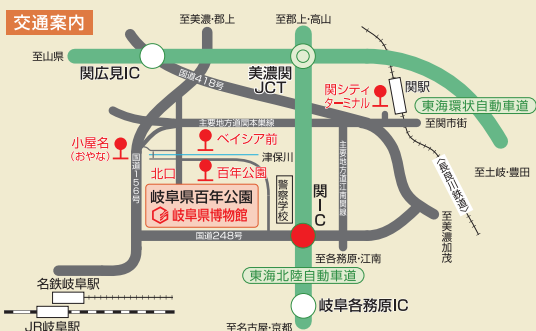 交通案内
至美濃・郡上
至郡上・高山
至山県
関広見IC
国道418号
美濃関
JCT
関シティ
ターミナル
関駅
東海環状自動車道
主要地方道関本巣線
至関市街
小屋名
(おやな)
ベイシア前
津保川
北口
百年公園
国道156号
主要地方道江南関線
〈長良川鉄道〉
至土岐・豊田
岐阜県百年公園
岐阜県博物館
警察学校
関IC
至美濃加茂
国道248号
至各務原・江南
東海北陸自動車道
名鉄岐阜駅
JR岐阜駅
岐阜各務原IC
至名古屋・京都